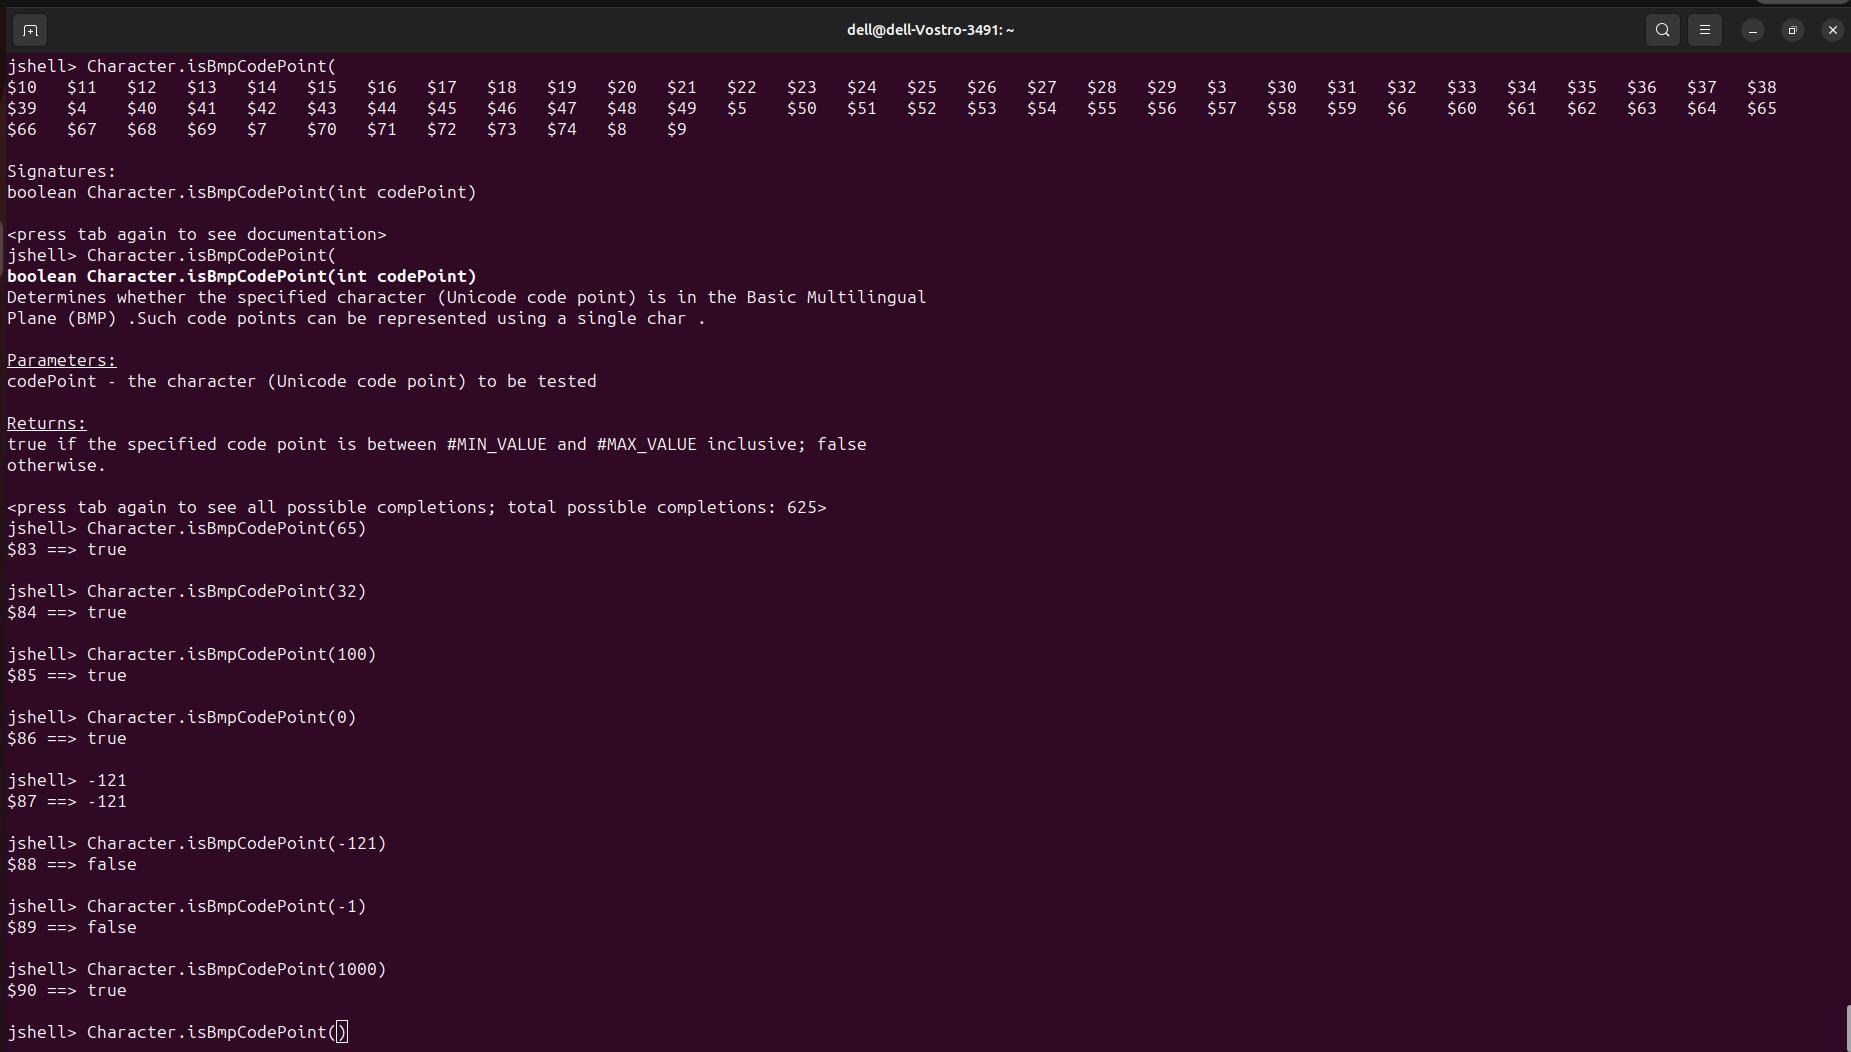 dell@dell-Vostro-3491: ~
jshell> Character.isBmpCodePoint(
$10   $11   $12   $13   $14   $15   $16   $17   $18   $19   $20   $21   $22   $23   $24   $25   $26   $27   $28   $29   $3    $30   $31   $32   $33   $34   $35   $36   $37   $38
$39   $4    $40   $41   $42   $43   $44   $45   $46   $47   $48   $49   $5    $50   $51   $52   $53   $54   $55   $56   $57   $58   $59   $6    $60   $61   $62   $63   $64   $65
$66   $67   $68   $69   $7    $70   $71   $72   $73   $74   $8    $9
Signatures:
boolean Character.isBmpCodePoint(int codePoint)
<press tab again to see documentation>
jshell> Character.isBmpCodePoint(
boolean Character.isBmpCodePoint(int codePoint)
Determines whether the specified character (Unicode code point) is in the Basic Multilingual
Plane (BMP) .Such code points can be represented using a single char .
Parameters:
codePoint - the character (Unicode code point) to be tested
Returns:
true if the specified code point is between #MIN_VALUE and #MAX_VALUE inclusive; false
otherwise.
<press tab again to see all possible completions; total possible completions: 625>
jshell> Character.isBmpCodePoint(65)
$83 ==> true
jshell> Character.isBmpCodePoint(32)
$84 ==> true
jshell> Character.isBmpCodePoint(100)
$85 ==> true
jshell> Character.isBmpCodePoint(0)
$86 ==> true
jshell> -121
$87 ==> -121
jshell> Character.isBmpCodePoint(-121)
$88 ==> false
jshell> Character.isBmpCodePoint(-1)
$89 ==> false
jshell> Character.isBmpCodePoint(1000)
$90 ==> true
jshell> Character.isBmpCodePoint()